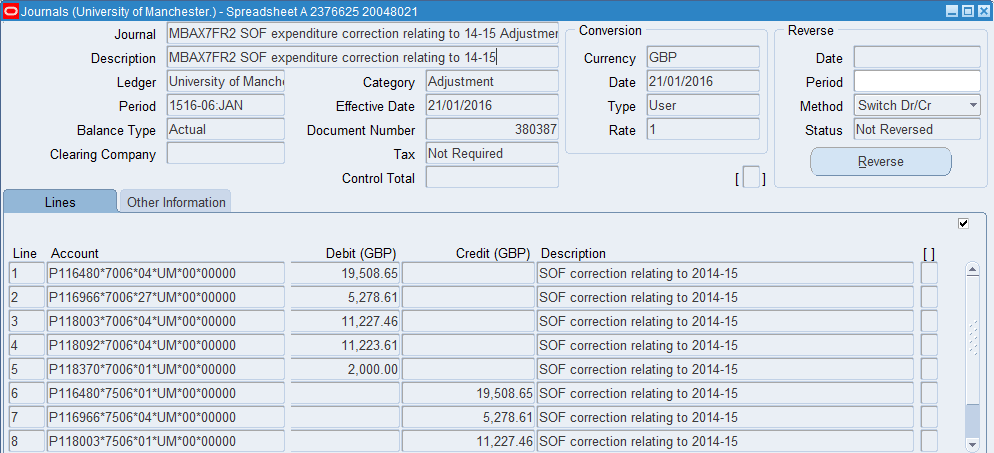 Journals (University of Manchester.) - Spreadsheet A 2376625 20048021
Journal MBAX7FR2 SOF expenditure correction relating to 14-15 Adjustmer
Description MBAX7FR2 SOF expenditure correction relating to 14-15
Ledger University of Manch Category Adjustment
Period 1516-06:JAN Effective Date 21/01/2016
Balance Type Actual Document Number 380387
Clearing Company Tax Not Required
Control Total
Conversion
Currency GBP
Date 21/01/2016
Type User
Rate 1
[ ]
Reverse
Date
Period
Method Switch Dr/Cr
Status Not Reversed
Reverse
Lines Other Information
Line Account Debit (GBP) Credit (GBP) Description [ ]
1 P116480*7006*04*UM*00*00000 19,508.65 SOF correction relating to 2014-15
2 P116966*7006*27*UM*00*00000 5,278.61 SOF correction relating to 2014-15
3 P118003*7006*04*UM*00*00000 11,227.46 SOF correction relating to 2014-15
4 P118092*7006*04*UM*00*00000 11,223.61 SOF correction relating to 2014-15
5 P118370*7006*01*UM*00*00000 2,000.00 SOF correction relating to 2014-15
6 P116480*7506*01*UM*00*00000 19,508.65 SOF correction relating to 2014-15
7 P116966*7506*04*UM*00*00000 5,278.61 SOF correction relating to 2014-15
8 P118003*7506*01*UM*00*00000 11,227.46 SOF correction relating to 2014-15